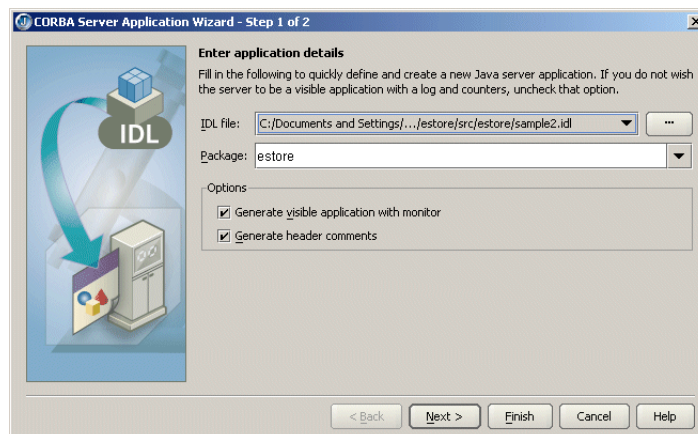 CORBA Server Application Wizard - Step 1 of 2
IDL
Enter application details
Fill in the following to quickly define and create a new Java server application. If you do not wish
the server to be a visible application with a log and counters, uncheck that option.
IDL file: C:/Documents and Settings/.../estore/src/estore/sample2.idl ...
Package: estore
Options
Generate visible application with monitor
Generate header comments
< Back Next > Finish Cancel Help